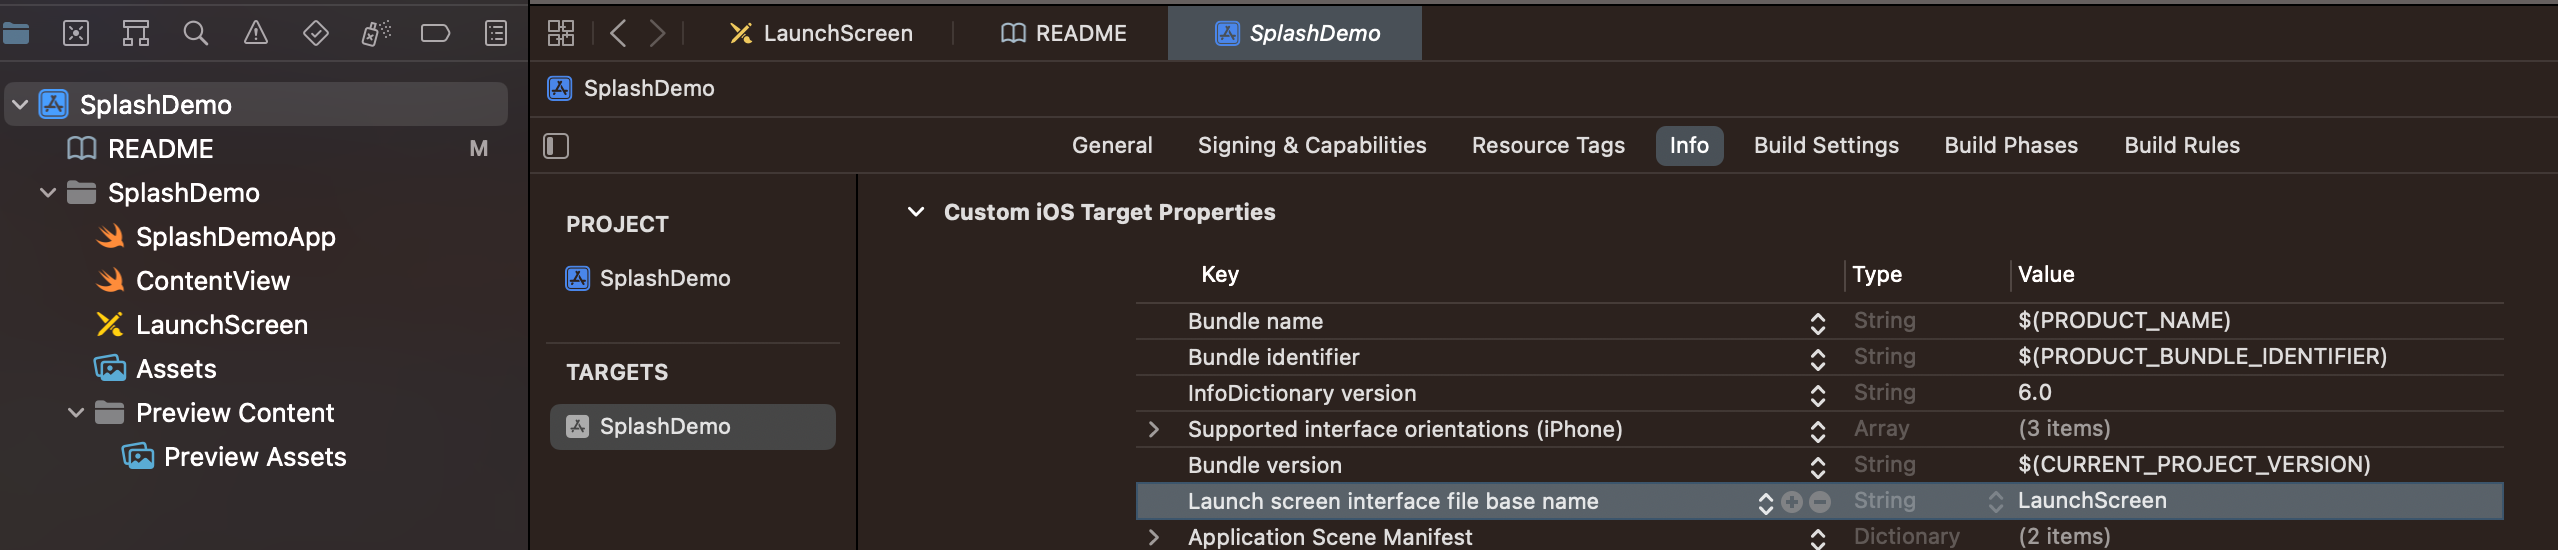 LaunchScreen
README
SplashDemo
SplashDemo
README M
SplashDemo
SplashDemoApp
ContentView
LaunchScreen
Assets
Preview Content
Preview Assets
SplashDemo
General Signing & Capabilities Resource Tags Info Build Settings Build Phases Build Rules
PROJECT
SplashDemo
TARGETS
SplashDemo
Custom iOS Target Properties
Key Type Value
Bundle name String $(PRODUCT_NAME)
Bundle identifier String $(PRODUCT_BUNDLE_IDENTIFIER)
InfoDictionary version String 6.0
Supported interface orientations (iPhone) Array (3 items)
Bundle version String $(CURRENT_PROJECT_VERSION)
Launch screen interface file base name String LaunchScreen
Application Scene Manifest Dictionary (2 items)